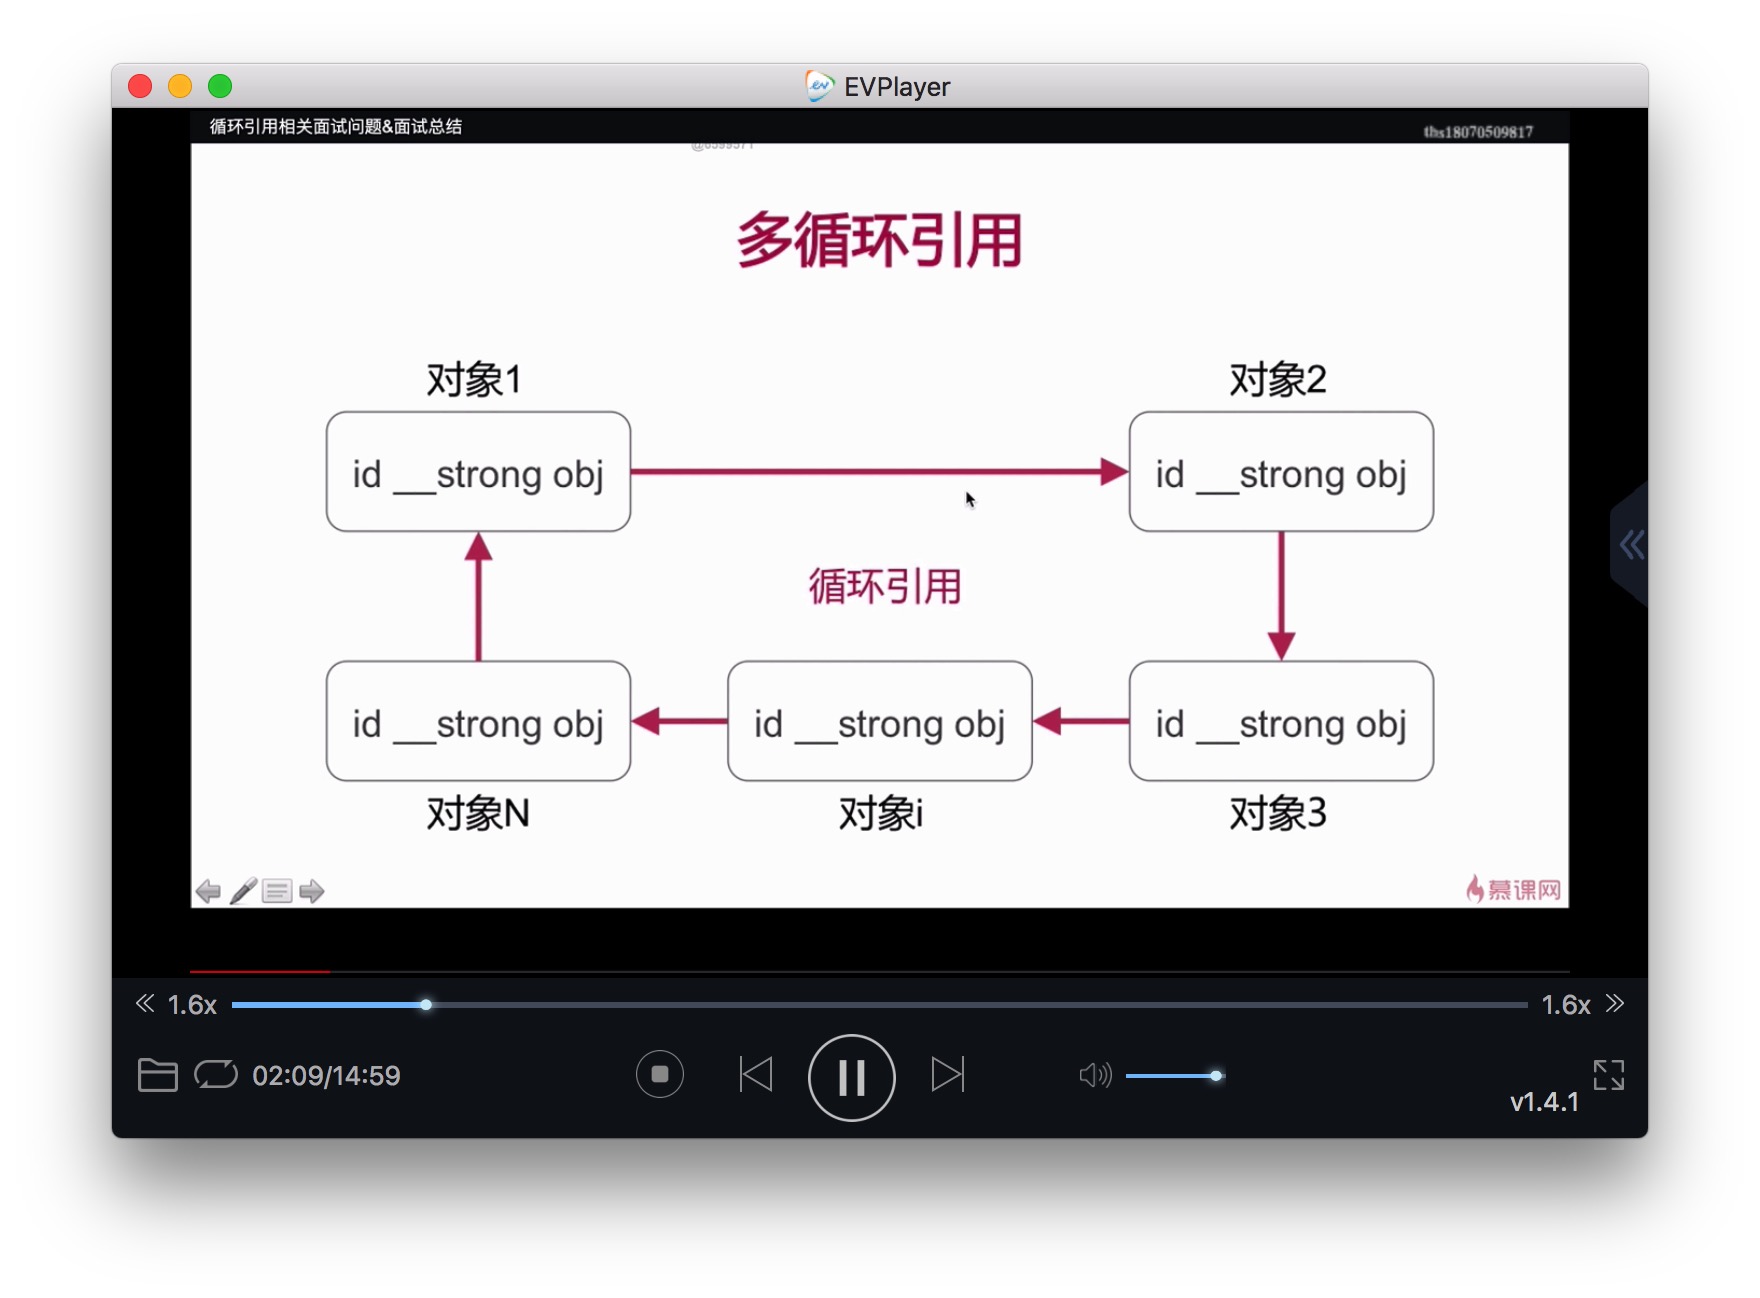 EVPlayer
循环引用相关面试问题&面试总结
ths18070509817
多循环引用
对象1
对象2
id __strong obj
id __strong obj
循环引用
id __strong obj
id __strong obj
id __strong obj
对象N
对象i
对象3
慕课网
1.6x
1.6x
02:09/14:59
v1.4.1